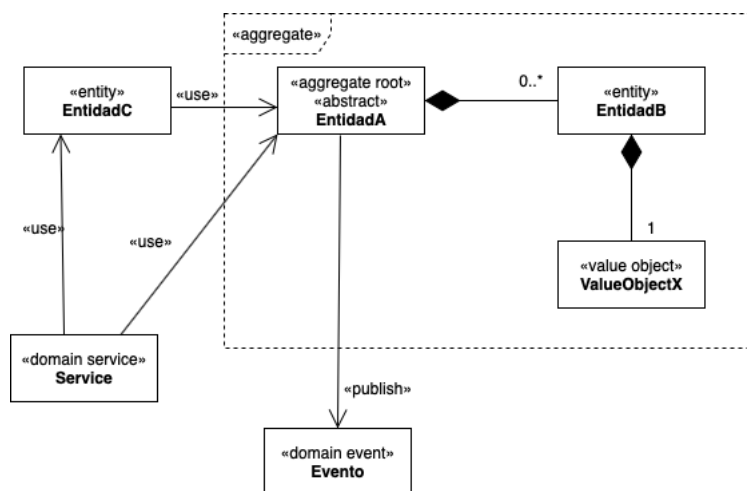 «aggregate»
«entity»
EntidadC
«use»
«aggregate root»
«abstract»
EntidadA
0..*
«entity»
EntidadB
«use»
«use»
1
«value object»
ValueObjectX
«domain service»
Service
«publish»
«domain event»
Evento